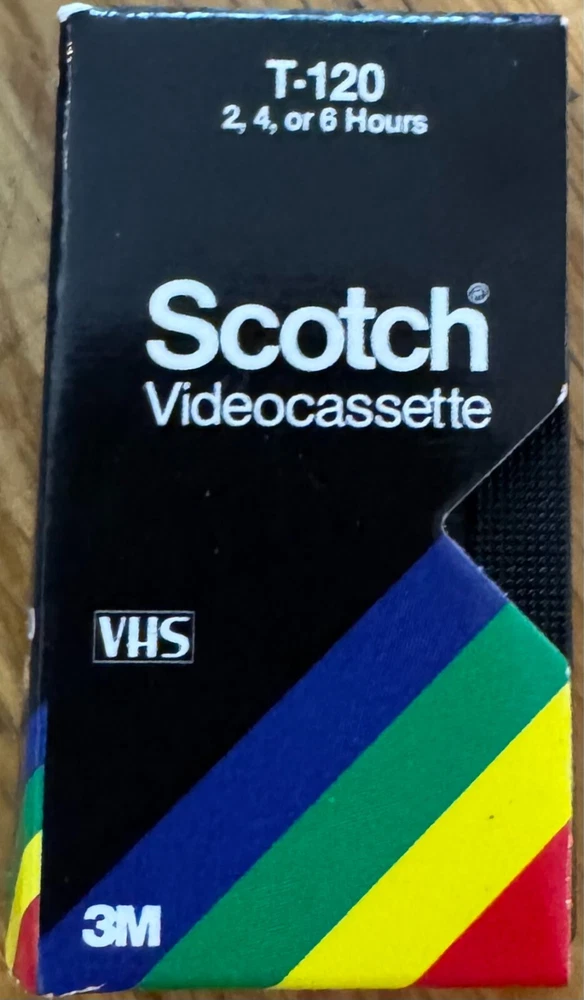 T-120
2, 4, or 6 Hours
Scotch®
Videocassette
VHS
3M